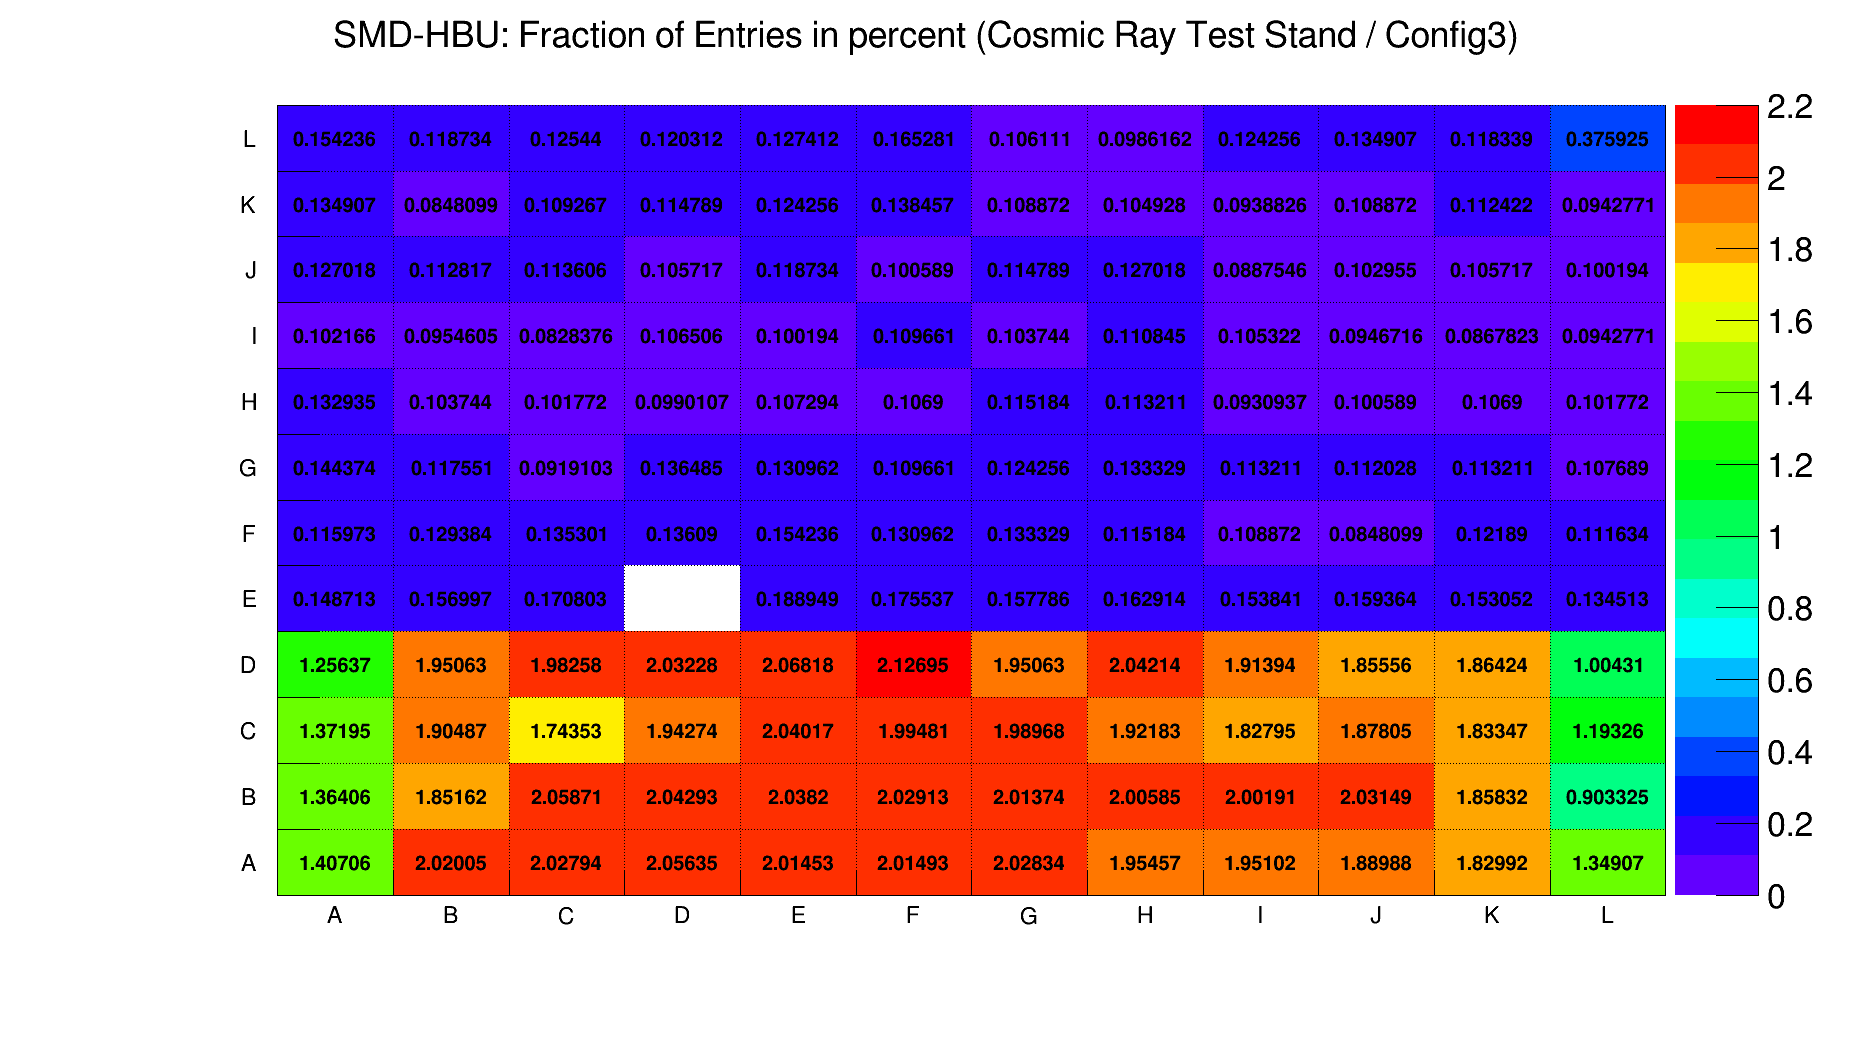 SMD-HBU: Fraction of Entries in percent (Cosmic Ray Test Stand / Config3)
L 0.154236 0.118734 0.12544 0.120312 0.127412 0.165281 0.106111 0.0986162 0.124256 0.134907 0.118339 0.375925
K 0.134907 0.0848099 0.109267 0.114789 0.124256 0.138457 0.108872 0.104928 0.0938826 0.108872 0.112422 0.0942771
J 0.127018 0.112817 0.113606 0.105717 0.118734 0.100589 0.114789 0.127018 0.0887546 0.102955 0.105717 0.100194
I 0.102166 0.0954605 0.0828376 0.106506 0.100194 0.109661 0.103744 0.110845 0.105322 0.0946716 0.0867823 0.0942771
H 0.132935 0.103744 0.101772 0.0990107 0.107294 0.1069 0.115184 0.113211 0.0930937 0.100589 0.1069 0.101772
G 0.144374 0.117551 0.0919103 0.136485 0.130962 0.109661 0.124256 0.133329 0.113211 0.112028 0.113211 0.107689
F 0.115973 0.129384 0.135301 0.13609 0.154236 0.130962 0.133329 0.115184 0.108872 0.0848099 0.12189 0.111634
E 0.148713 0.156997 0.170803 0.188949 0.175537 0.157786 0.162914 0.153841 0.159364 0.153052 0.134513
D 1.25637 1.95063 1.98258 2.03228 2.06818 2.12695 1.95063 2.04214 1.91394 1.85556 1.86424 1.00431
C 1.37195 1.90487 1.74353 1.94274 2.04017 1.99481 1.98968 1.92183 1.82795 1.87805 1.83347 1.19326
B 1.36406 1.85162 2.05871 2.04293 2.0382 2.02913 2.01374 2.00585 2.00191 2.03149 1.85832 0.903325
A 1.40706 2.02005 2.02794 2.05635 2.01453 2.01493 2.02834 1.95457 1.95102 1.88988 1.82992 1.34907
A B C D E F G H I J K L
2.2
2
1.8
1.6
1.4
1.2
1
0.8
0.6
0.4
0.2
0